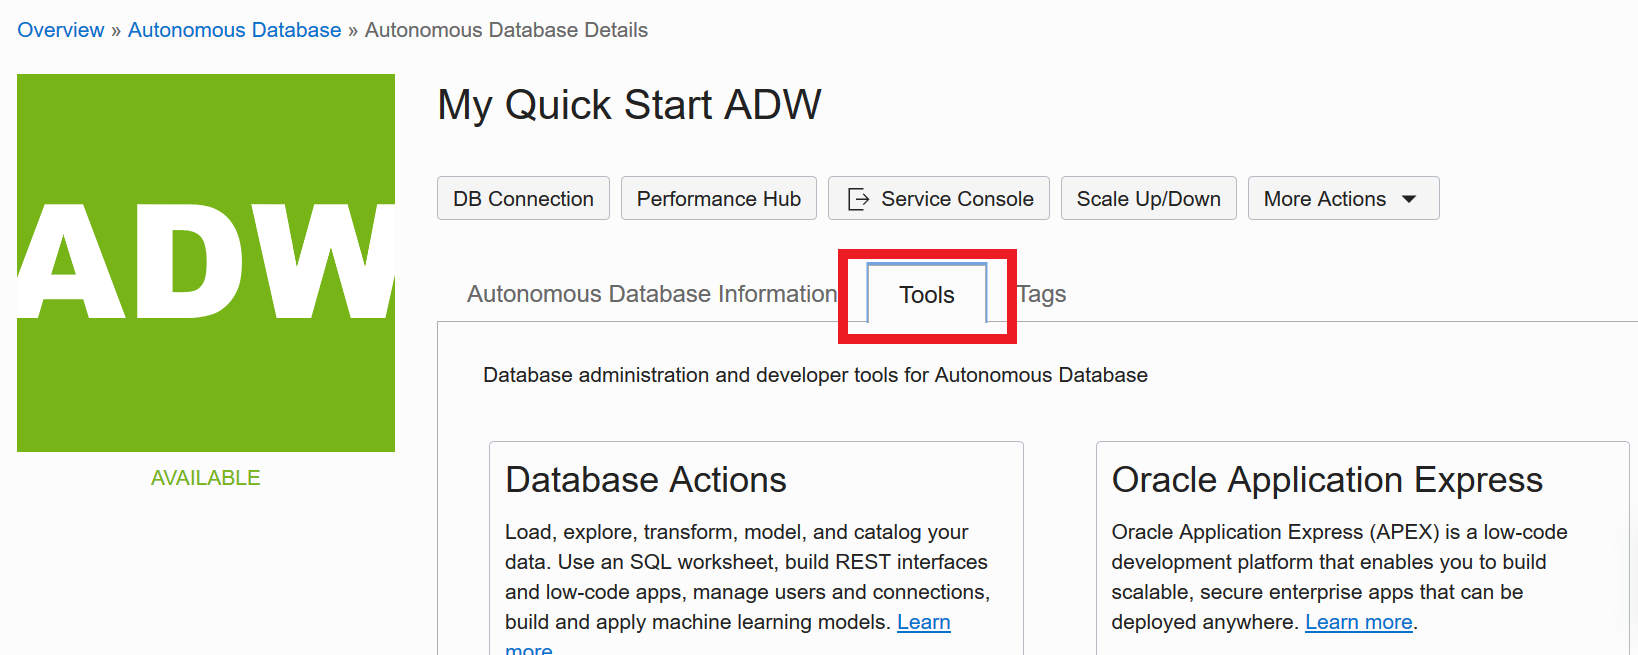 Overview » Autonomous Database » Autonomous Database Details
ADW
AVAILABLE
My Quick Start ADW
DB Connection Performance Hub Service Console Scale Up/Down More Actions
Autonomous Database Information Tools Tags
Database administration and developer tools for Autonomous Database
Database Actions
Load, explore, transform, model, and catalog your
data. Use an SQL worksheet, build REST interfaces
and low-code apps, manage users and connections,
build and apply machine learning models. Learn
more
Oracle Application Express
Oracle Application Express (APEX) is a low-code
development platform that enables you to build
scalable, secure enterprise apps that can be
deployed anywhere. Learn more.